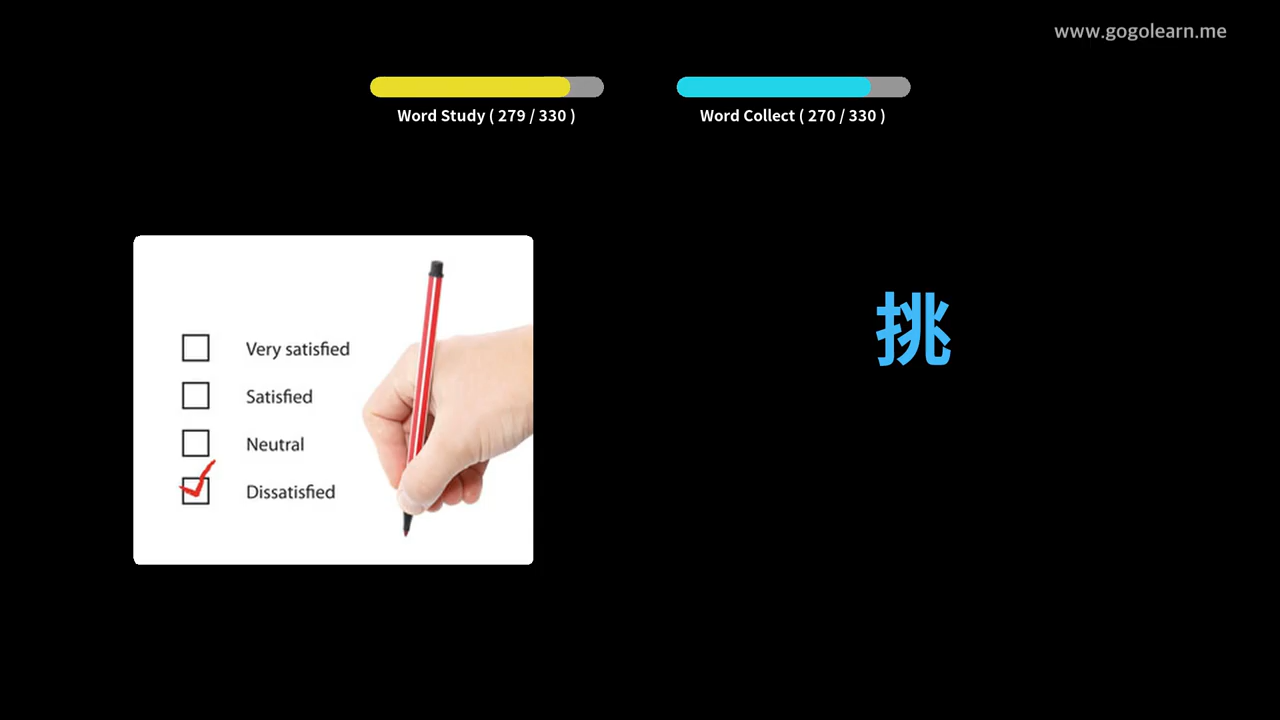 www.gogolearn.me
Word Study ( 279 / 330 )
Word Collect ( 270 / 330 )
Very satisfied
Satisfied
Neutral
Dissatisfied
挑